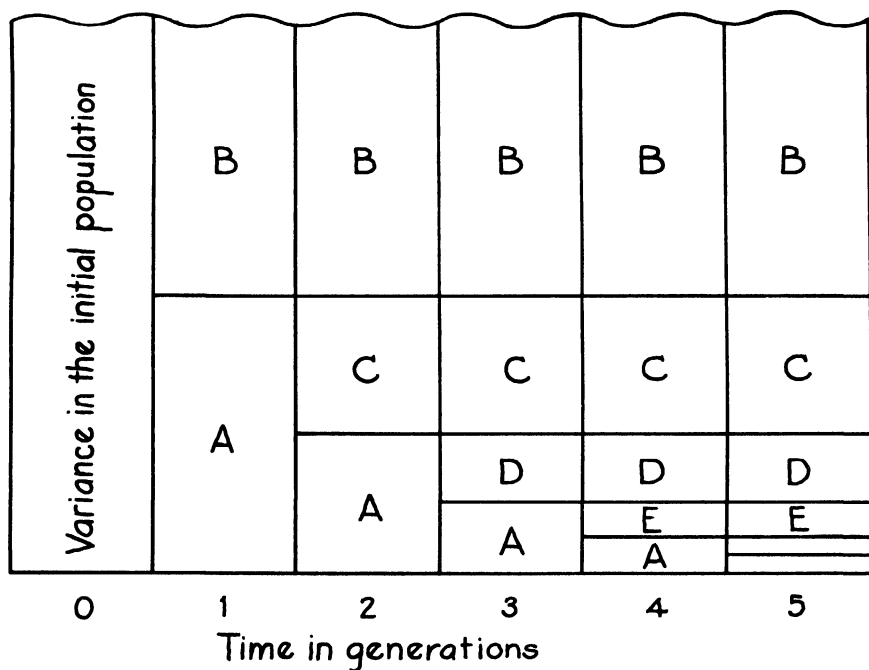 Variance in the initial population
B B B B B
C C C C
A
D D D
A
E E
A
A
0 1 2 3 4 5
Time in generations